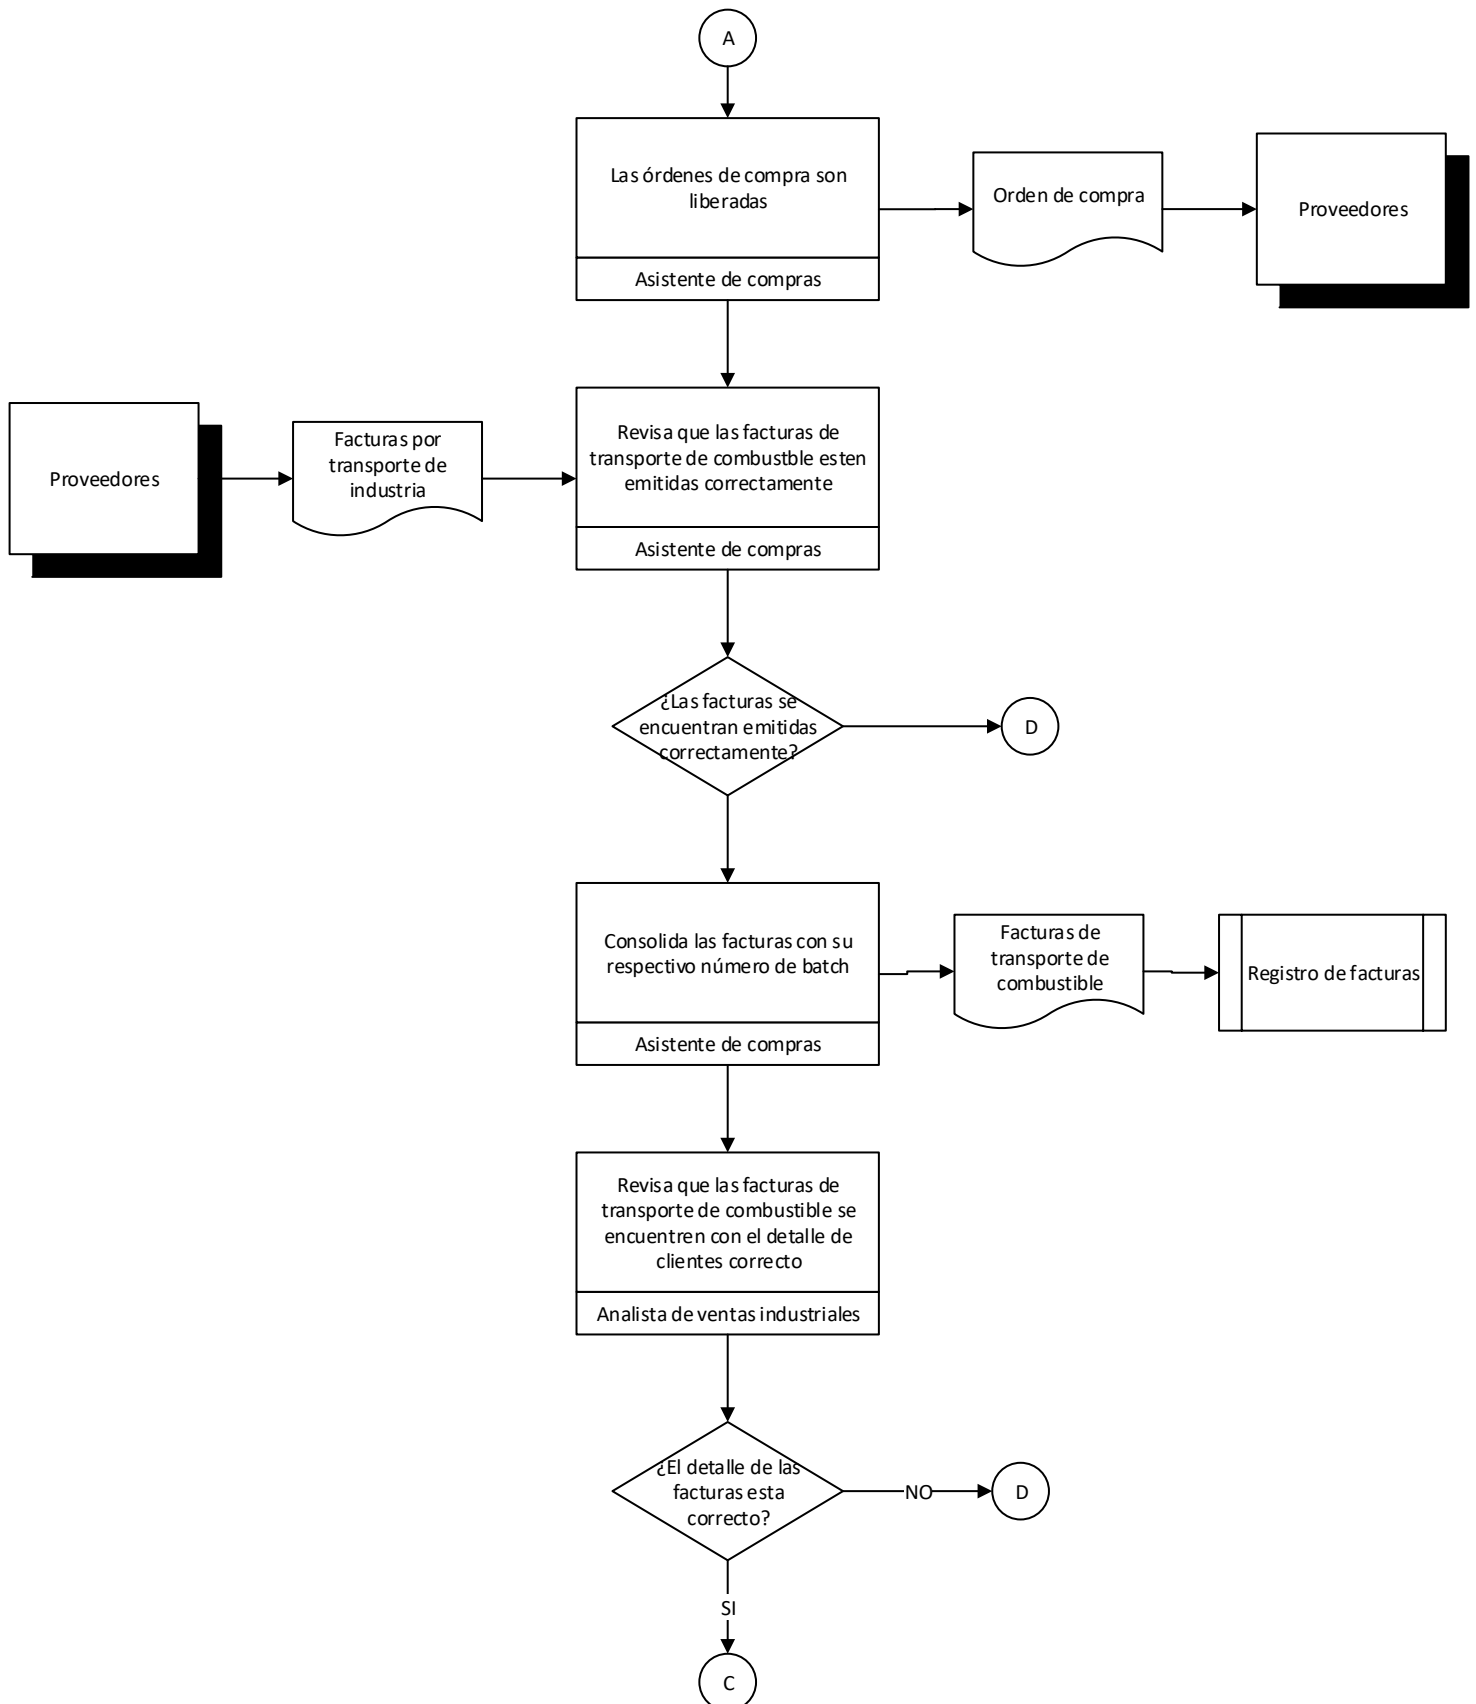 A
Las órdenes de compra son
liberadas
Asistente de compras
Orden de compra
Proveedores
Proveedores
Facturas por
transporte de
industria
Revisa que las facturas de
transporte de combustble esten
emitidas correctamente
Asistente de compras
¿Las facturas se
encuentran emitidas
correctamente?
D
Consolida las facturas con su
respectivo número de batch
Asistente de compras
Facturas de
transporte de
combustible
Registro de facturas
Revisa que las facturas de
transporte de combustible se
encuentren con el detalle de
clientes correcto
Analista de ventas industriales
¿El detalle de las
facturas esta
correcto?
NO
D
SI
C